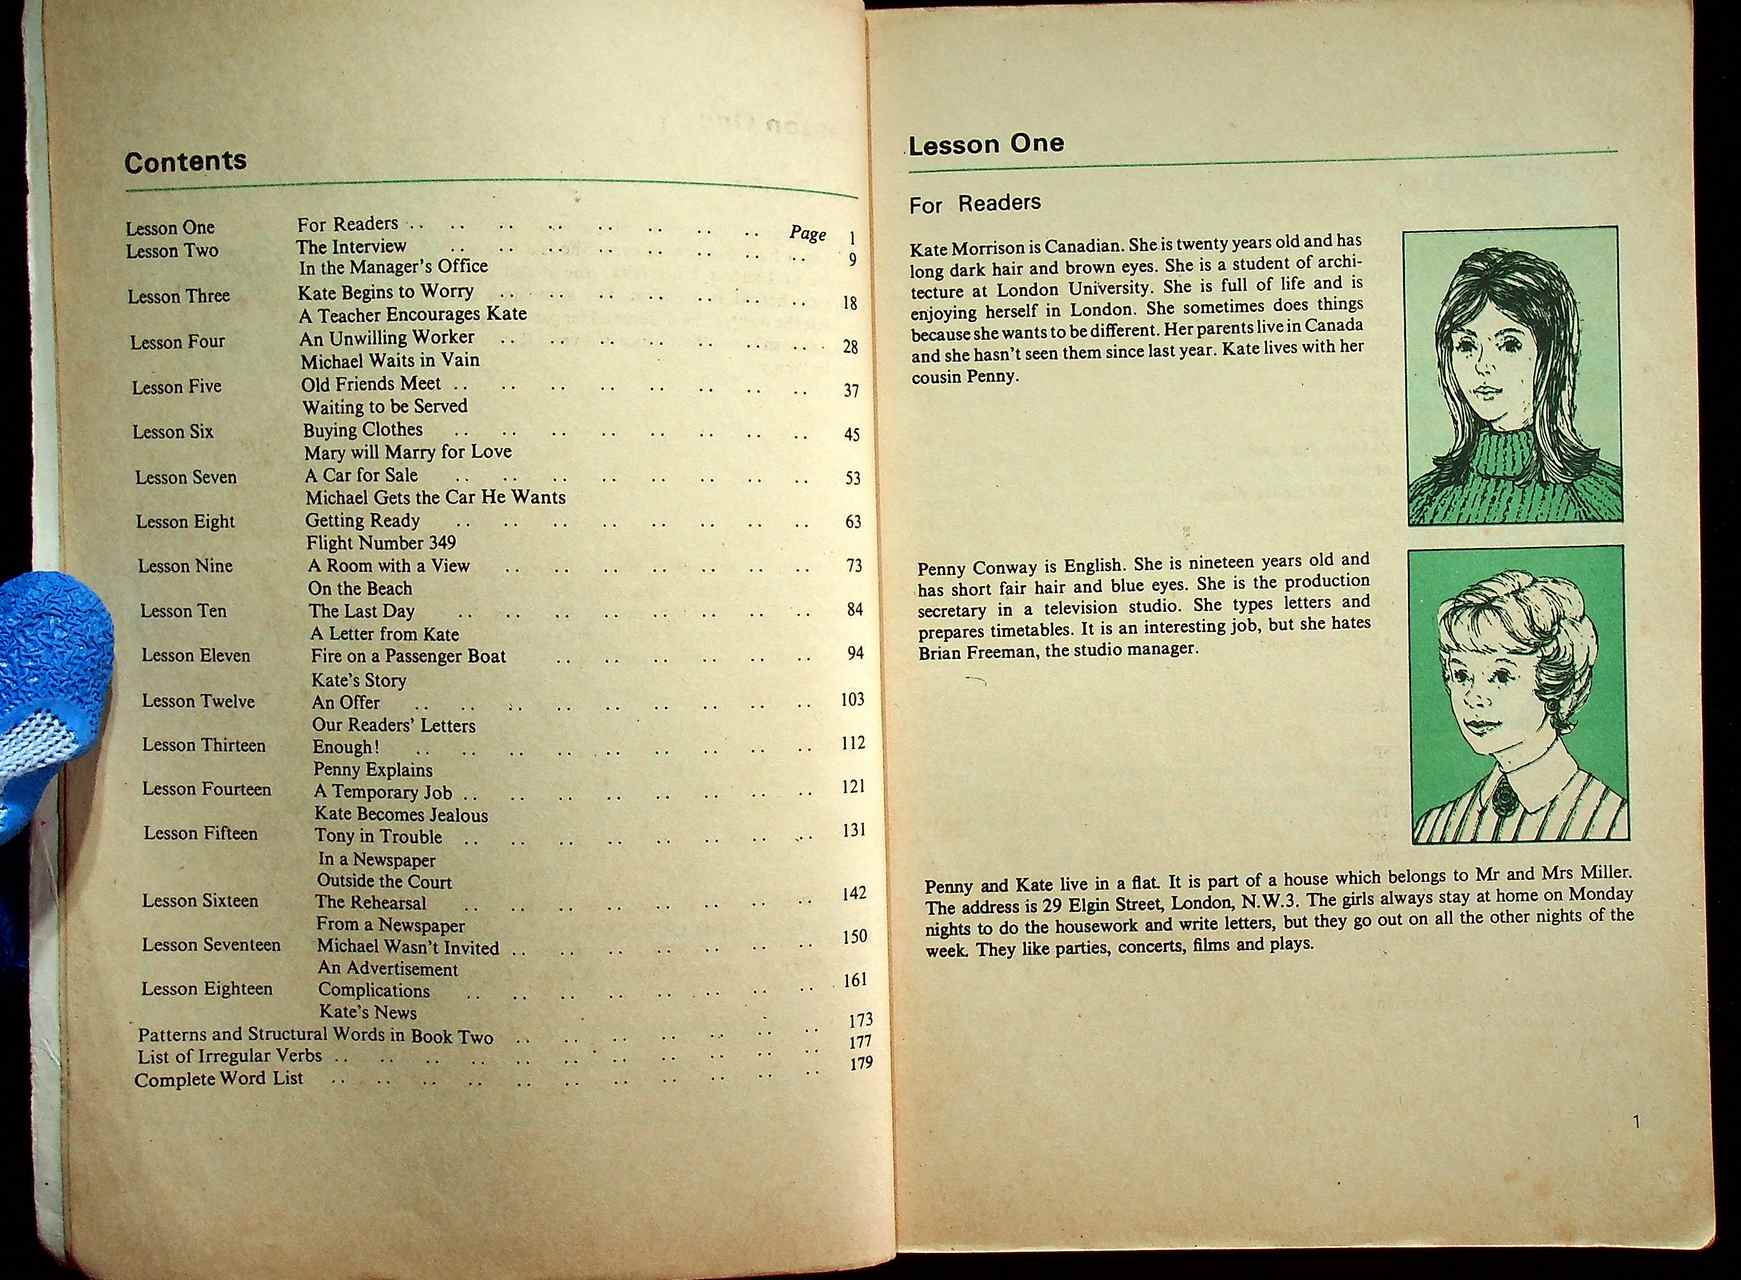 Contents
Lesson One For Readers .. .. .. .. .. .. .. .. Page 1
Lesson Two The Interview .. .. .. .. .. .. .. .. 9
In the Manager's Office
Lesson Three Kate Begins to Worry .. .. .. .. .. .. .. 18
A Teacher Encourages Kate
Lesson Four An Unwilling Worker .. .. .. .. .. .. .. 28
Michael Waits in Vain
Lesson Five Old Friends Meet .. .. .. .. .. .. .. .. 37
Waiting to be Served
Lesson Six Buying Clothes .. .. .. .. .. .. .. .. 45
Mary will Marry for Love
Lesson Seven A Car for Sale .. .. .. .. .. .. .. .. 53
Michael Gets the Car He Wants
Lesson Eight Getting Ready .. .. .. .. .. .. .. .. 63
Flight Number 349
Lesson Nine A Room with a View .. .. .. .. .. .. .. 73
On the Beach
Lesson Ten The Last Day .. .. .. .. .. .. .. .. 84
A Letter from Kate
Lesson Eleven Fire on a Passenger Boat .. .. .. .. .. .. 94
Kate's Story
Lesson Twelve An Offer .. .. .. .. .. .. .. .. .. 103
Our Readers' Letters
Lesson Thirteen Enough! .. .. .. .. .. .. .. .. .. 112
Penny Explains
Lesson Fourteen A Temporary Job .. .. .. .. .. .. .. .. 121
Kate Becomes Jealous
Lesson Fifteen Tony in Trouble .. .. .. .. .. .. .. .. 131
In a Newspaper
Outside the Court
Lesson Sixteen The Rehearsal .. .. .. .. .. .. .. .. 142
From a Newspaper
Lesson Seventeen Michael Wasn't Invited .. .. .. .. .. .. .. 150
An Advertisement
Lesson Eighteen Complications .. .. .. .. .. .. .. .. 161
Kate's News
Patterns and Structural Words in Book Two .. .. .. .. .. .. .. 173
List of Irregular Verbs .. .. .. .. .. .. .. .. .. .. .. 177
Complete Word List .. .. .. .. .. .. .. .. .. .. .. 179
Lesson One
For Readers
Kate Morrison is Canadian. She is twenty years old and has
long dark hair and brown eyes. She is a student of archi-
tecture at London University. She is full of life and is
enjoying herself in London. She sometimes does things
because she wants to be different. Her parents live in Canada
and she hasn't seen them since last year. Kate lives with her
cousin Penny.
Penny Conway is English. She is nineteen years old and
has short fair hair and blue eyes. She is the production
secretary in a television studio. She types letters and
prepares timetables. It is an interesting job, but she hates
Brian Freeman, the studio manager.
Penny and Kate live in a flat. It is part of a house which belongs to Mr and Mrs Miller.
The address is 29 Elgin Street, London, N.W.3. The girls always stay at home on Monday
nights to do the housework and write letters, but they go out on all the other nights of the
week. They like parties, concerts, films and plays.
1